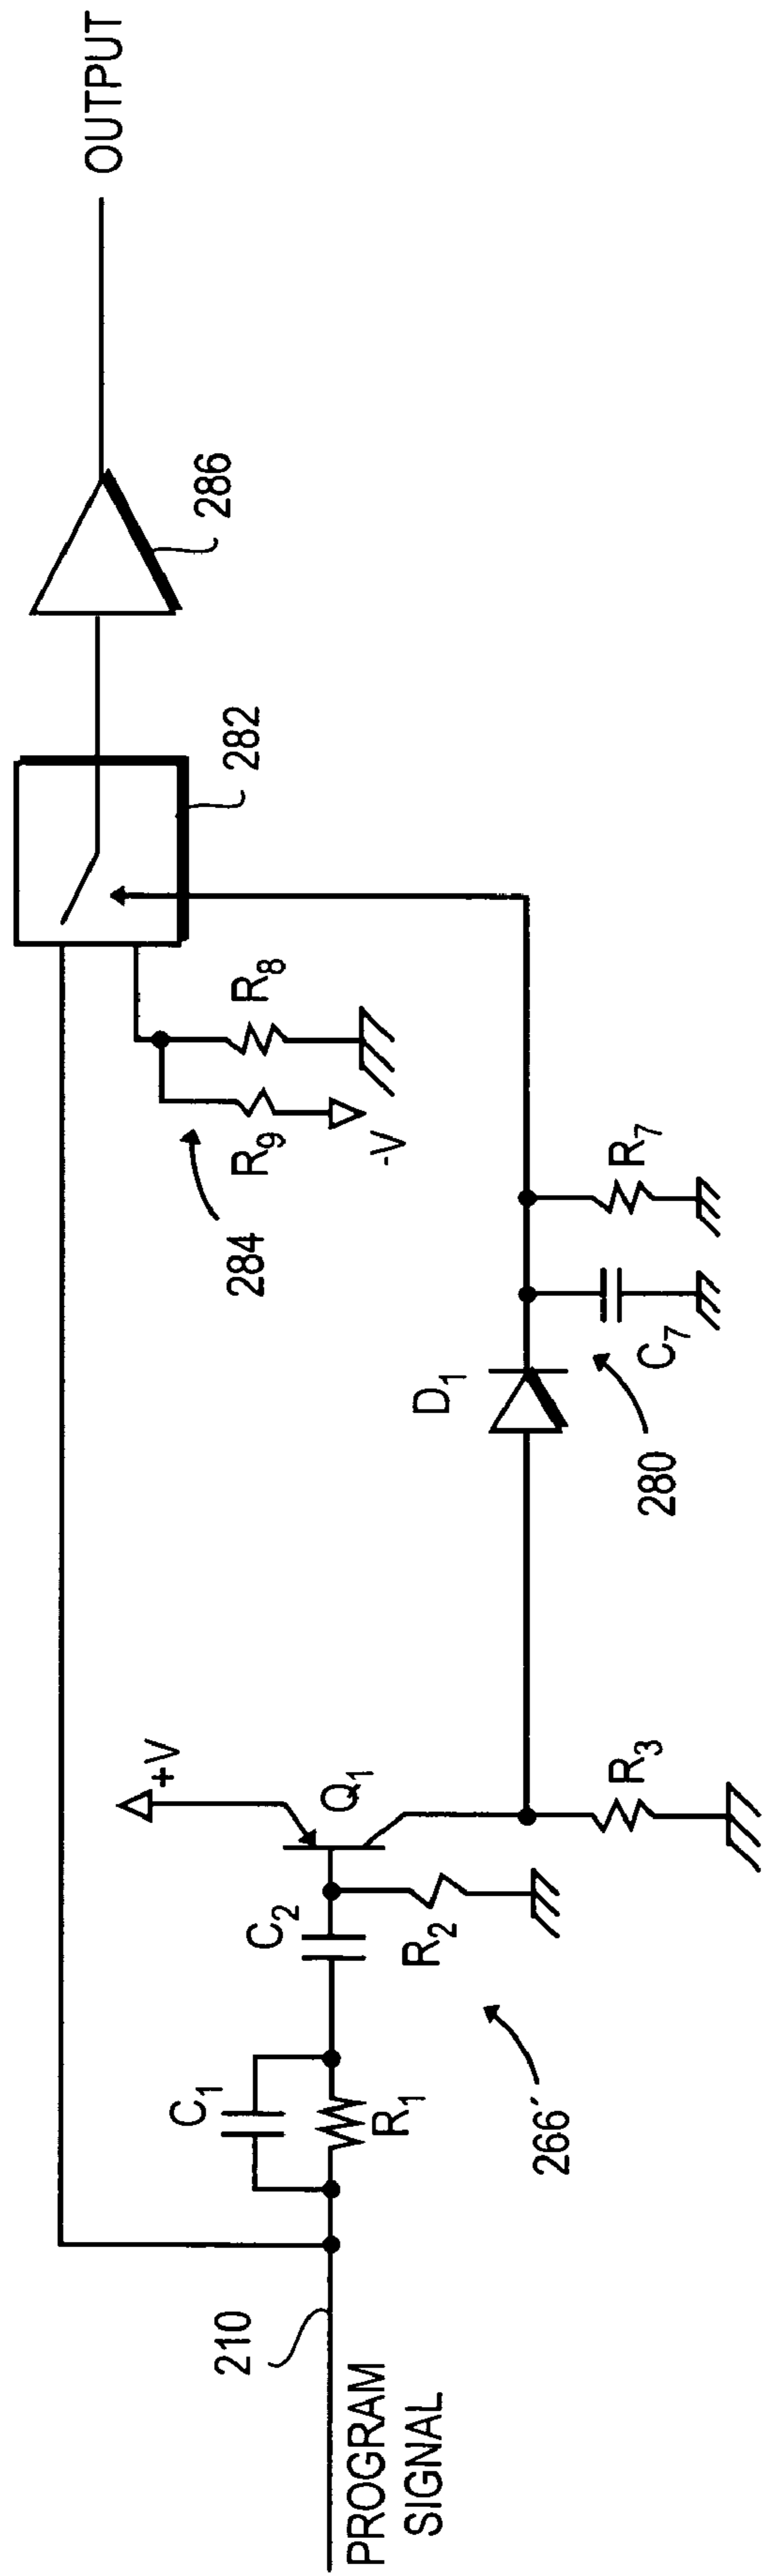 PROGRAM
SIGNAL
210
C1
R1
C2
R2
266´
+V
Q1
R3
D1
280
C7
R7
284
R9
-V
R8
282
286
OUTPUT